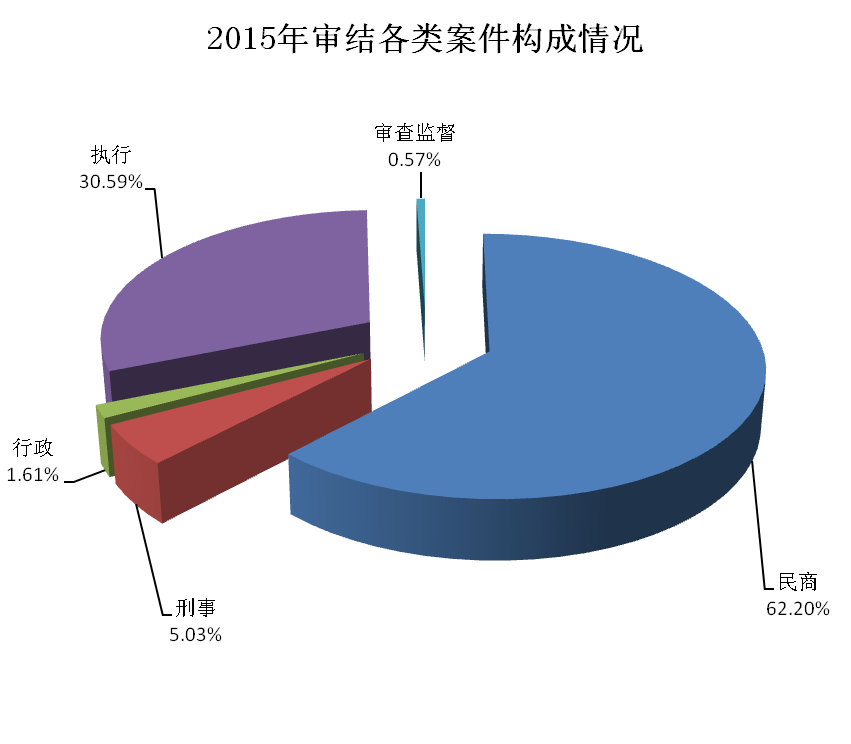 2015年审结各类案件构成情况
审查监督
0.57%
执行
30.59%
行政
1.61%
民商
62.20%
刑事
5.03%